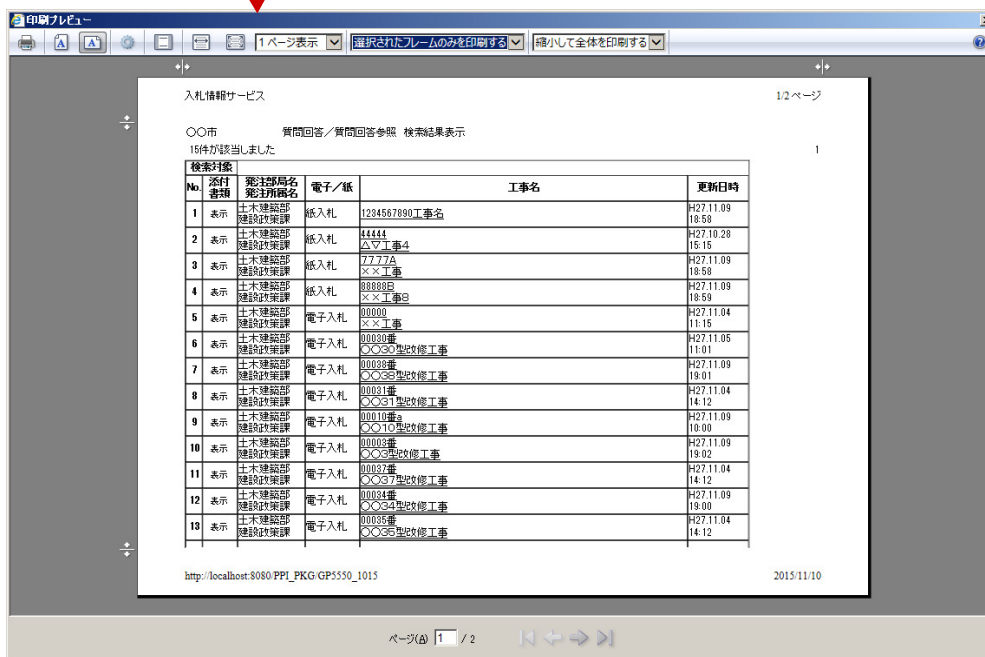 印刷プレビュー
1 ページ表示 選択されたフレームのみを印刷する 縮小して全体を印刷する
入札情報サービス 1/2 ページ
〇〇市 質問回答／質問回答参照 検索結果表示
15件が該当しました 1
検索対象
No. 添付書類 発注部局名 発注所属名 電子／紙 工事名 更新日時
1 表示 土木建築部 建設政策課 紙入札 1234567890工事名 H27.11.09 18:58
2 表示 土木建築部 建設政策課 紙入札 44444 △▽工事4 H27.10.28 15:15
3 表示 土木建築部 建設政策課 紙入札 7777A ××工事 H27.11.09 18:58
4 表示 土木建築部 建設政策課 紙入札 88888B ××工事8 H27.11.09 18:59
5 表示 土木建築部 建設政策課 電子入札 00000 ××工事 H27.11.04 11:15
6 表示 土木建築部 建設政策課 電子入札 00030番 〇〇30型改修工事 H27.11.05 11:01
7 表示 土木建築部 建設政策課 電子入札 00038番 〇〇38型改修工事 H27.11.09 19:01
8 表示 土木建築部 建設政策課 電子入札 00031番 〇〇31型改修工事 H27.11.04 14:12
9 表示 土木建築部 建設政策課 電子入札 00010番a 〇〇10型改修工事 H27.11.09 10:00
10 表示 土木建築部 建設政策課 電子入札 00003番 〇〇3型改修工事 H27.11.09 19:02
11 表示 土木建築部 建設政策課 電子入札 00037番 〇〇37型改修工事 H27.11.04 14:12
12 表示 土木建築部 建設政策課 電子入札 00034番 〇〇34型改修工事 H27.11.09 19:00
13 表示 土木建築部 建設政策課 電子入札 00035番 〇〇35型改修工事 H27.11.04 14:12
http://localhost:8080/PPI_PKG/GP5550_1015 2015/11/10
ページ(A) 1 / 2